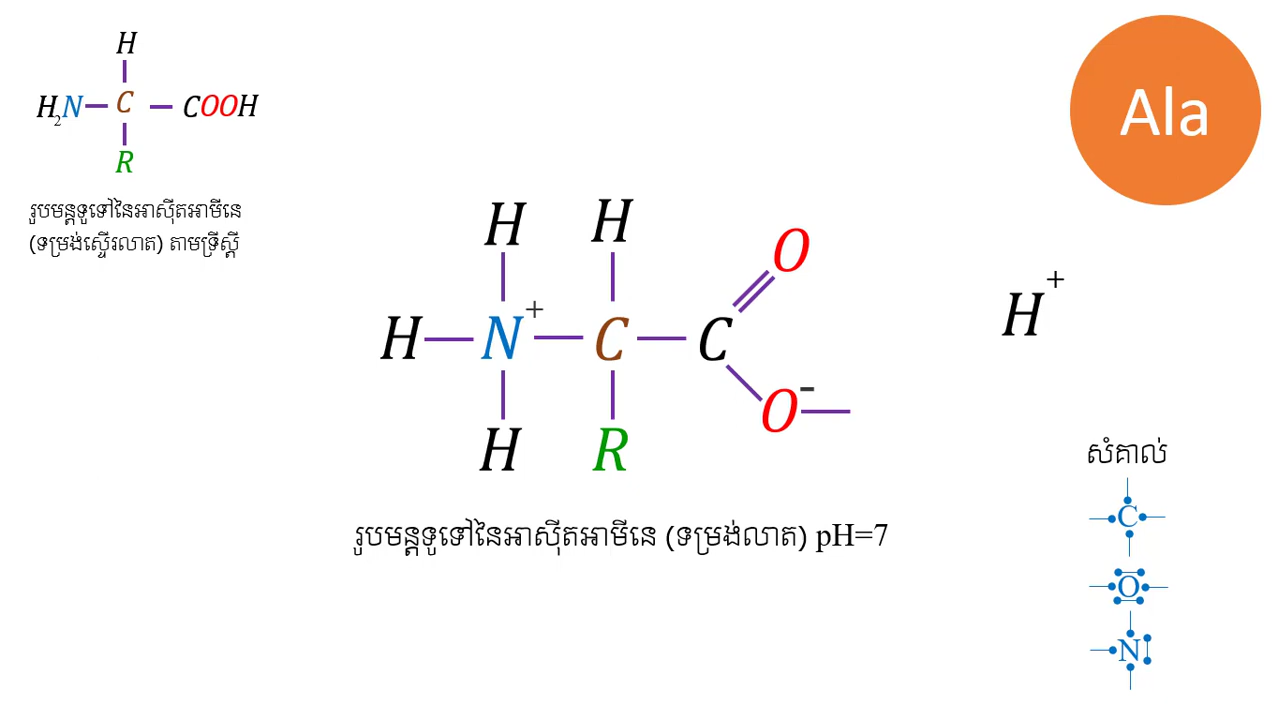 H
H₂N C COOH
R
រូបមន្តទូទៅនៃអាស៊ីតអាមីនេ
(ទម្រង់ស្ទើរលាត) តាមទ្រឹស្តី
Ala
H H O
H N⁺ C C
O⁻
H R
H⁺
រូបមន្តទូទៅនៃអាស៊ីតអាមីនេ (ទម្រង់លាត) pH=7
សំគាល់
C
O
N